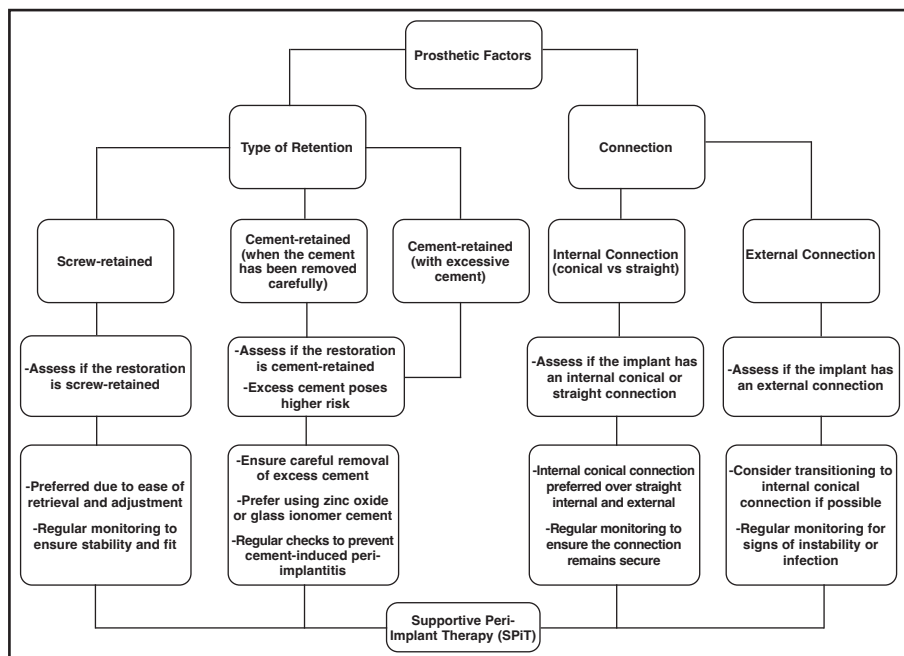 Prosthetic Factors
Type of Retention
Connection
Screw-retained
Cement-retained
(when the cement
has been removed
carefully)
Cement-retained
(with excessive
cement)
Internal Connection
(conical vs straight)
External Connection
-Assess if the restoration
is screw-retained
-Assess if the restoration
is cement-retained
-Excess cement poses
higher risk
-Assess if the implant has
an internal conical or
straight connection
-Assess if the implant has
an external connection
-Preferred due to ease of
retrieval and adjustment
-Regular monitoring to
ensure stability and fit
-Ensure careful removal
of excess cement
-Prefer using zinc oxide
or glass ionomer cement
-Regular checks to prevent
cement-induced peri-
implantitis
-Internal conical connection
preferred over straight
internal and external
-Regular monitoring to
ensure the connection
remains secure
-Consider transitioning to
internal conical
connection if possible
-Regular monitoring for
signs of instability or
infection
Supportive Peri-
Implant Therapy (SPiT)